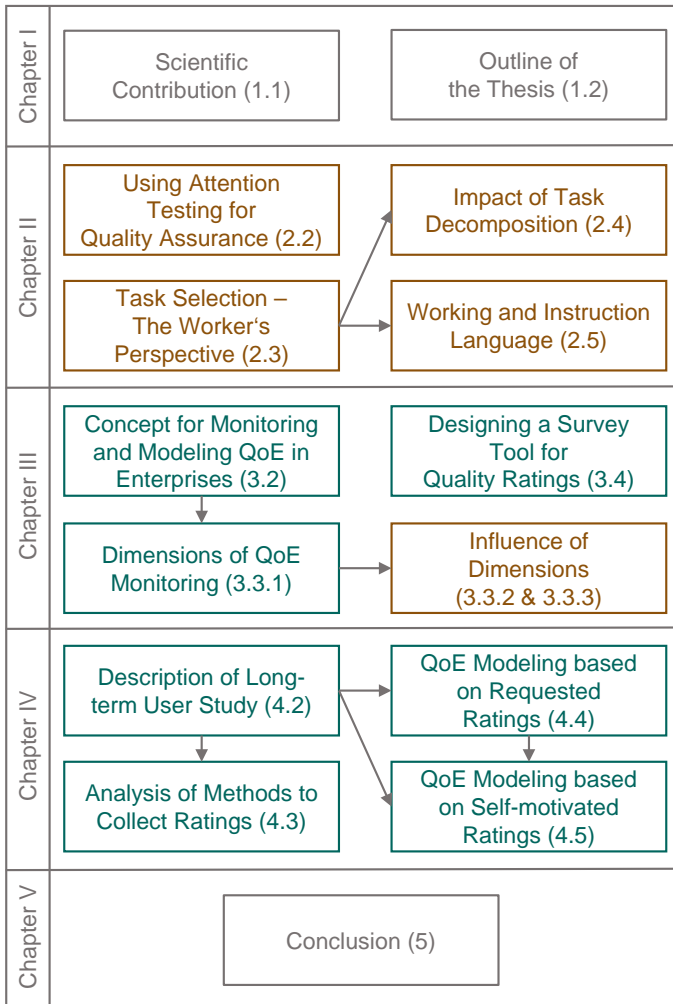 Chapter I
Scientific
Contribution (1.1)
Outline of
the Thesis (1.2)
Chapter II
Using Attention
Testing for
Quality Assurance (2.2)
Impact of Task
Decomposition (2.4)
Task Selection –
The Worker‘s
Perspective (2.3)
Working and Instruction
Language (2.5)
Chapter III
Concept for Monitoring
and Modeling QoE in
Enterprises (3.2)
Designing a Survey
Tool for
Quality Ratings (3.4)
Dimensions of QoE
Monitoring (3.3.1)
Influence of
Dimensions
(3.3.2 & 3.3.3)
Chapter IV
Description of Long-
term User Study (4.2)
QoE Modeling based
on Requested
Ratings (4.4)
Analysis of Methods to
Collect Ratings (4.3)
QoE Modeling based
on Self-motivated
Ratings (4.5)
Chapter V
Conclusion (5)